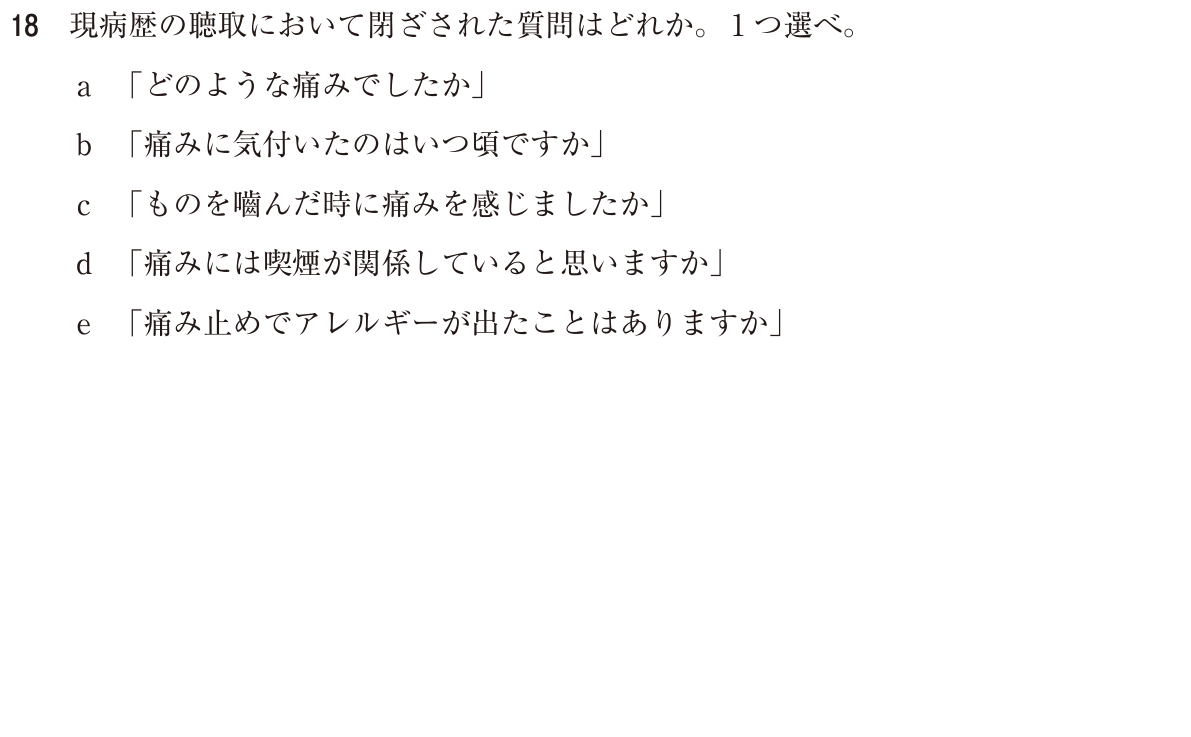 18 現病歴の聴取において閉ざされた質問はどれか。1つ選べ。
a 「どのような痛みでしたか」
b 「痛みに気付いたのはいつ頃ですか」
c 「ものを嚙んだ時に痛みを感じましたか」
d 「痛みには喫煙が関係していると思いますか」
e 「痛み止めでアレルギーが出たことはありますか」